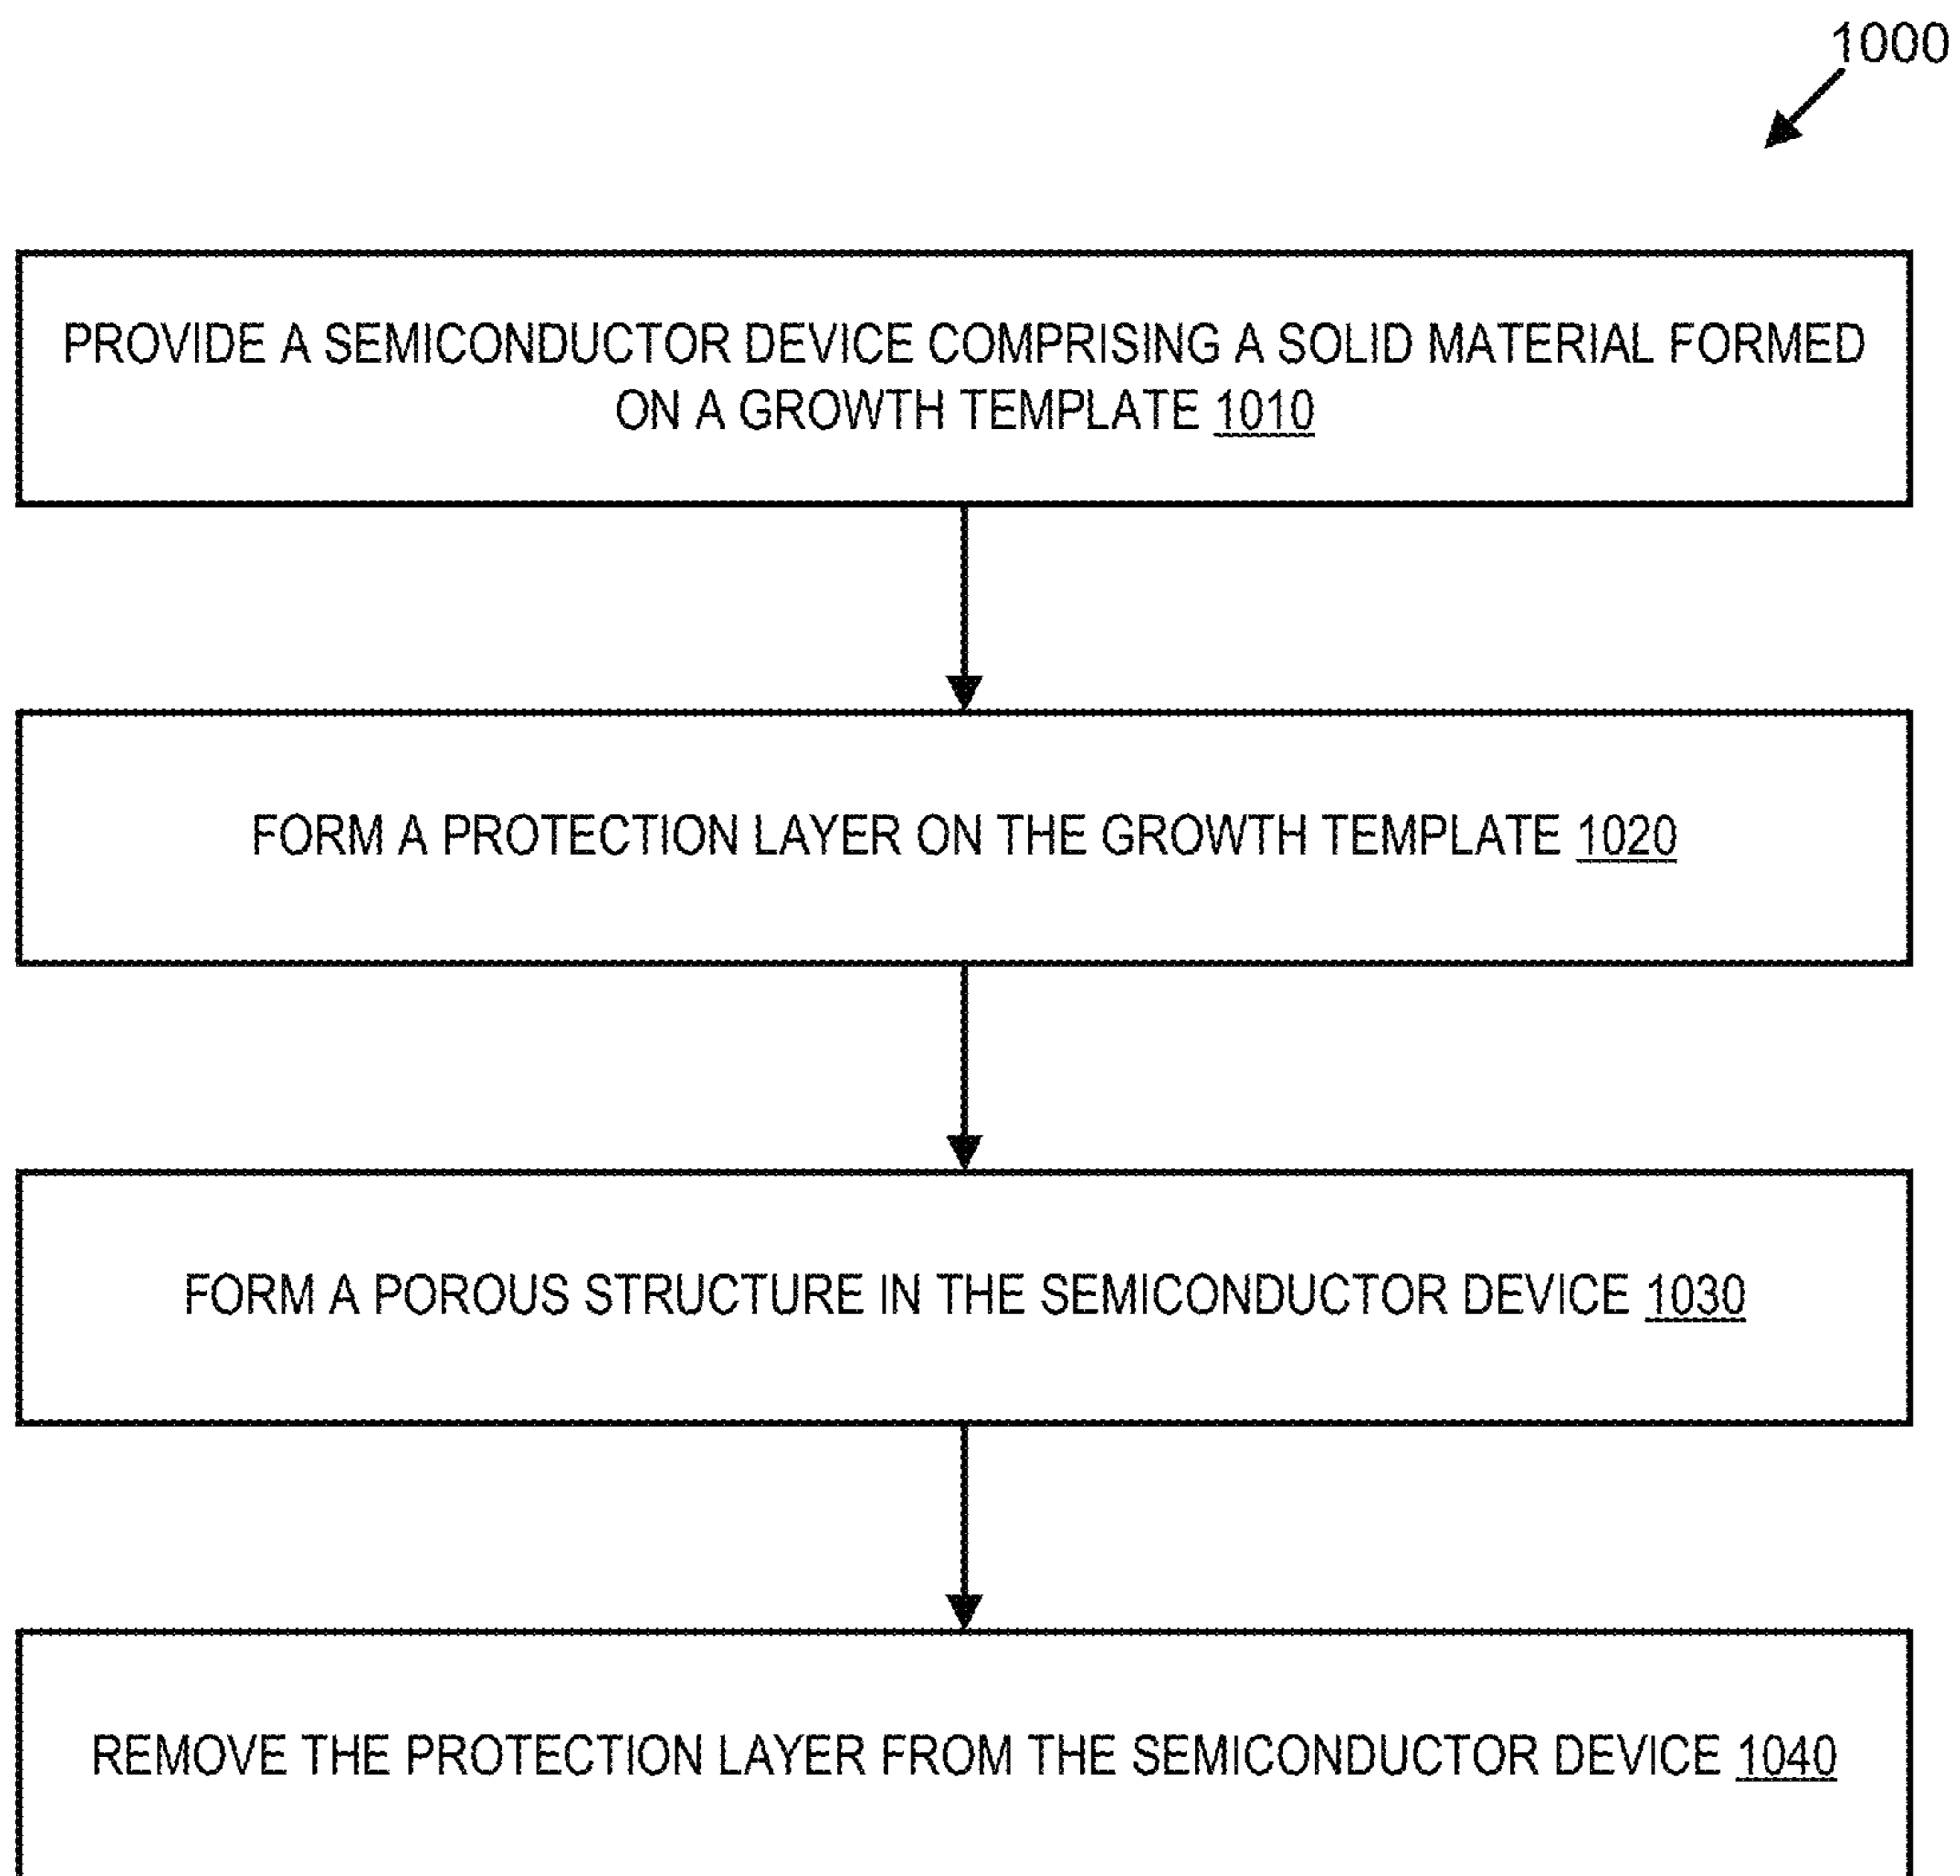 1000
PROVIDE A SEMICONDUCTOR DEVICE COMPRISING A SOLID MATERIAL FORMED
ON A GROWTH TEMPLATE 1010
FORM A PROTECTION LAYER ON THE GROWTH TEMPLATE 1020
FORM A POROUS STRUCTURE IN THE SEMICONDUCTOR DEVICE 1030
REMOVE THE PROTECTION LAYER FROM THE SEMICONDUCTOR DEVICE 1040